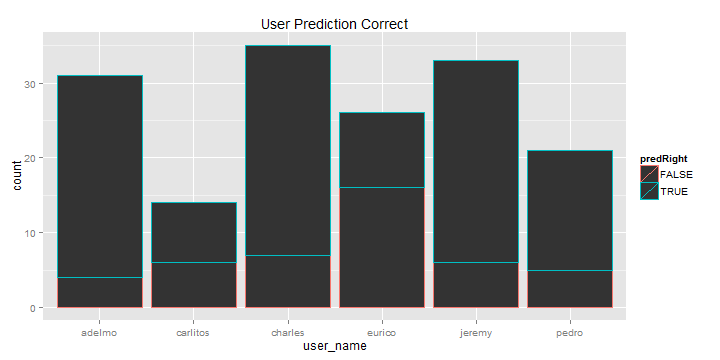 User Prediction Correct
count
30
20
10
0
adelmo carlitos charles eurico jeremy pedro
user_name
predRight
FALSE
TRUE